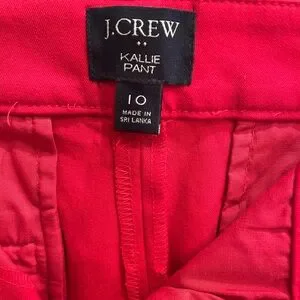 J.CREW
KALLIE
PANT
10
MADE IN
SRI LANKA